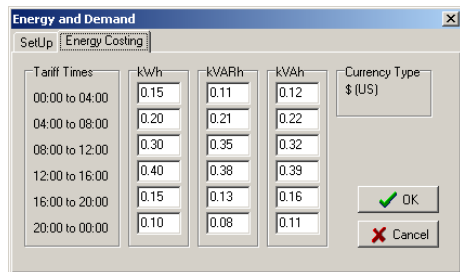 Energy and Demand
SetUp Energy Costing
Tariff Times kWh kVARh kVAh Currency Type
$ (US)
00:00 to 04:00 0.15 0.11 0.12
04:00 to 08:00 0.20 0.21 0.22
08:00 to 12:00 0.30 0.35 0.32
12:00 to 16:00 0.40 0.38 0.39
16:00 to 20:00 0.15 0.13 0.16
20:00 to 00:00 0.10 0.08 0.11
OK
Cancel